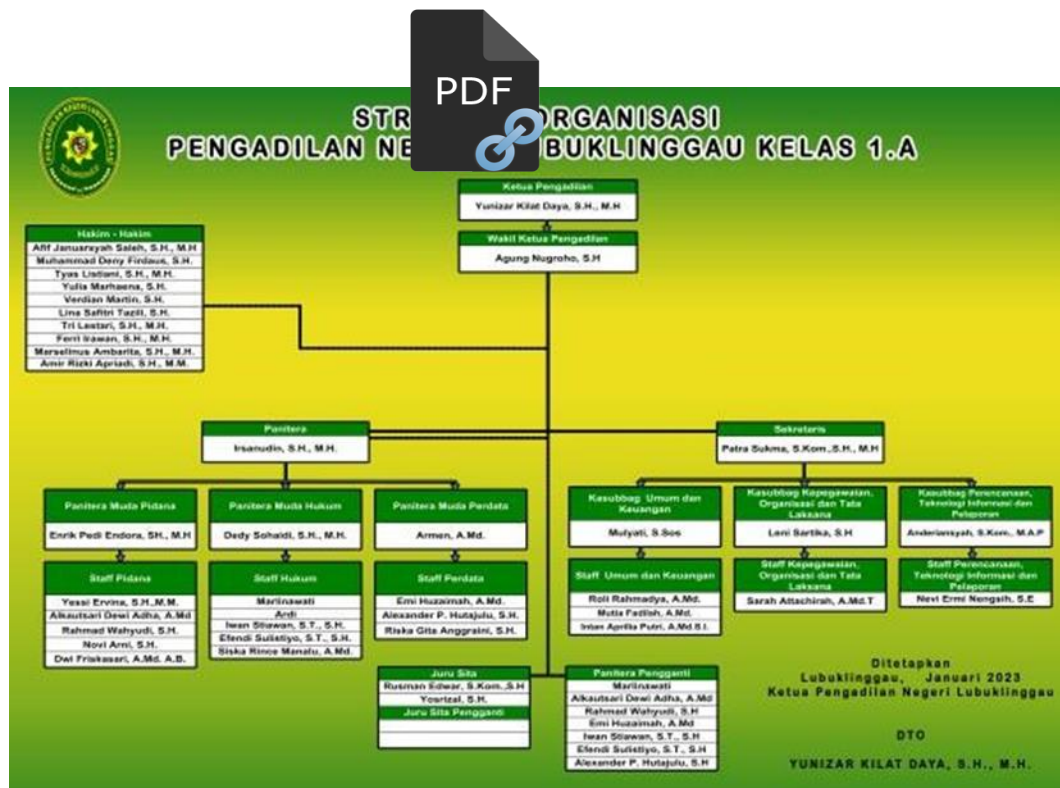 PDF
STR ORGANISASI
PENGADILAN NE UBUKLINGGAU KELAS 1.A
Ketua Pengadilan
Yunizar Kilat Daya, S.H., M.H
Wakil Ketua Pengadilan
Agung Nugroho, S.H
Hakim - Hakim
Afif Januarsyah Saleh, S.H., M.H
Muhammad Deny Firdaus, S.H.
Tyas Listiani, S.H., M.H.
Yulia Marhaena, S.H.
Verdian Martin, S.H.
Lina Safitri Tazili, S.H.
Tri Lestari, S.H., M.H.
Ferri Irawan, S.H., M.H.
Marselinus Ambarita, S.H., M.H.
Amir Rizki Apriadi, S.H., M.M.
Panitera
Irsanudin, S.H., M.H.
Sekretaris
Patra Sukma, S.Kom.,S.H., M.H
Panitera Muda Pidana
Enrik Pedi Endora, SH., M.H
Panitera Muda Hukum
Dedy Sohaidi, S.H., M.H.
Panitera Muda Perdata
Armen, A.Md.
Kasubbag Umum dan
Keuangan
Mulyati, S.Sos
Kasubbag Kepegawaian,
Organisasi dan Tata
Laksana
Leni Sartika, S.H
Kasubbag Perencanaan,
Teknologi Informasi dan
Pelaporan
Anderiansyah, S.Kom., M.A.P
Staff Pidana
Yessi Ervina, S.H.,M.M.
Alkautsari Dewi Adha, A.Md
Rahmad Wahyudi, S.H.
Novi Arni, S.H.
Dwi Friskasari, A.Md. A.B.
Staff Hukum
Martinawati
Ardi
Iwan Stiawan, S.T., S.H.
Efendi Sulistiyo, S.T., S.H.
Siska Rince Manalu, A.Md.
Staff Perdata
Emi Huzaimah, A.Md.
Alexander P. Hutajulu, S.H.
Riska Gita Anggraini, S.H.
Staff Umum dan Keuangan
Roli Rahmadya, A.Md.
Mutia Fadilah, A.Md.
Intan Aprilia Putri, A.Md.S.I.
Staff Kepegawaian,
Organisasi dan Tata
Laksana
Sarah Attachirah, A.Md.T
Staff Perencanaan,
Teknologi Informasi dan
Pelaporan
Nevi Ermi Nengsih, S.E
Juru Sita
Rusman Edwar, S.Kom.,S.H
Yosrizal, S.H.
Juru Sita Pengganti
Panitera Pengganti
Martinawati
Alkautsari Dewi Adha, A.Md
Rahmad Wahyudi, S.H
Emi Huzaimah, A.Md
Iwan Stiawan, S.T., S.H
Efendi Sulistiyo, S.T., S.H
Alexander P. Hutajulu, S.H
Ditetapkan
Lubuklinggau, Januari 2023
Ketua Pengadilan Negeri Lubuklinggau
DTO
YUNIZAR KILAT DAYA, S.H., M.H.